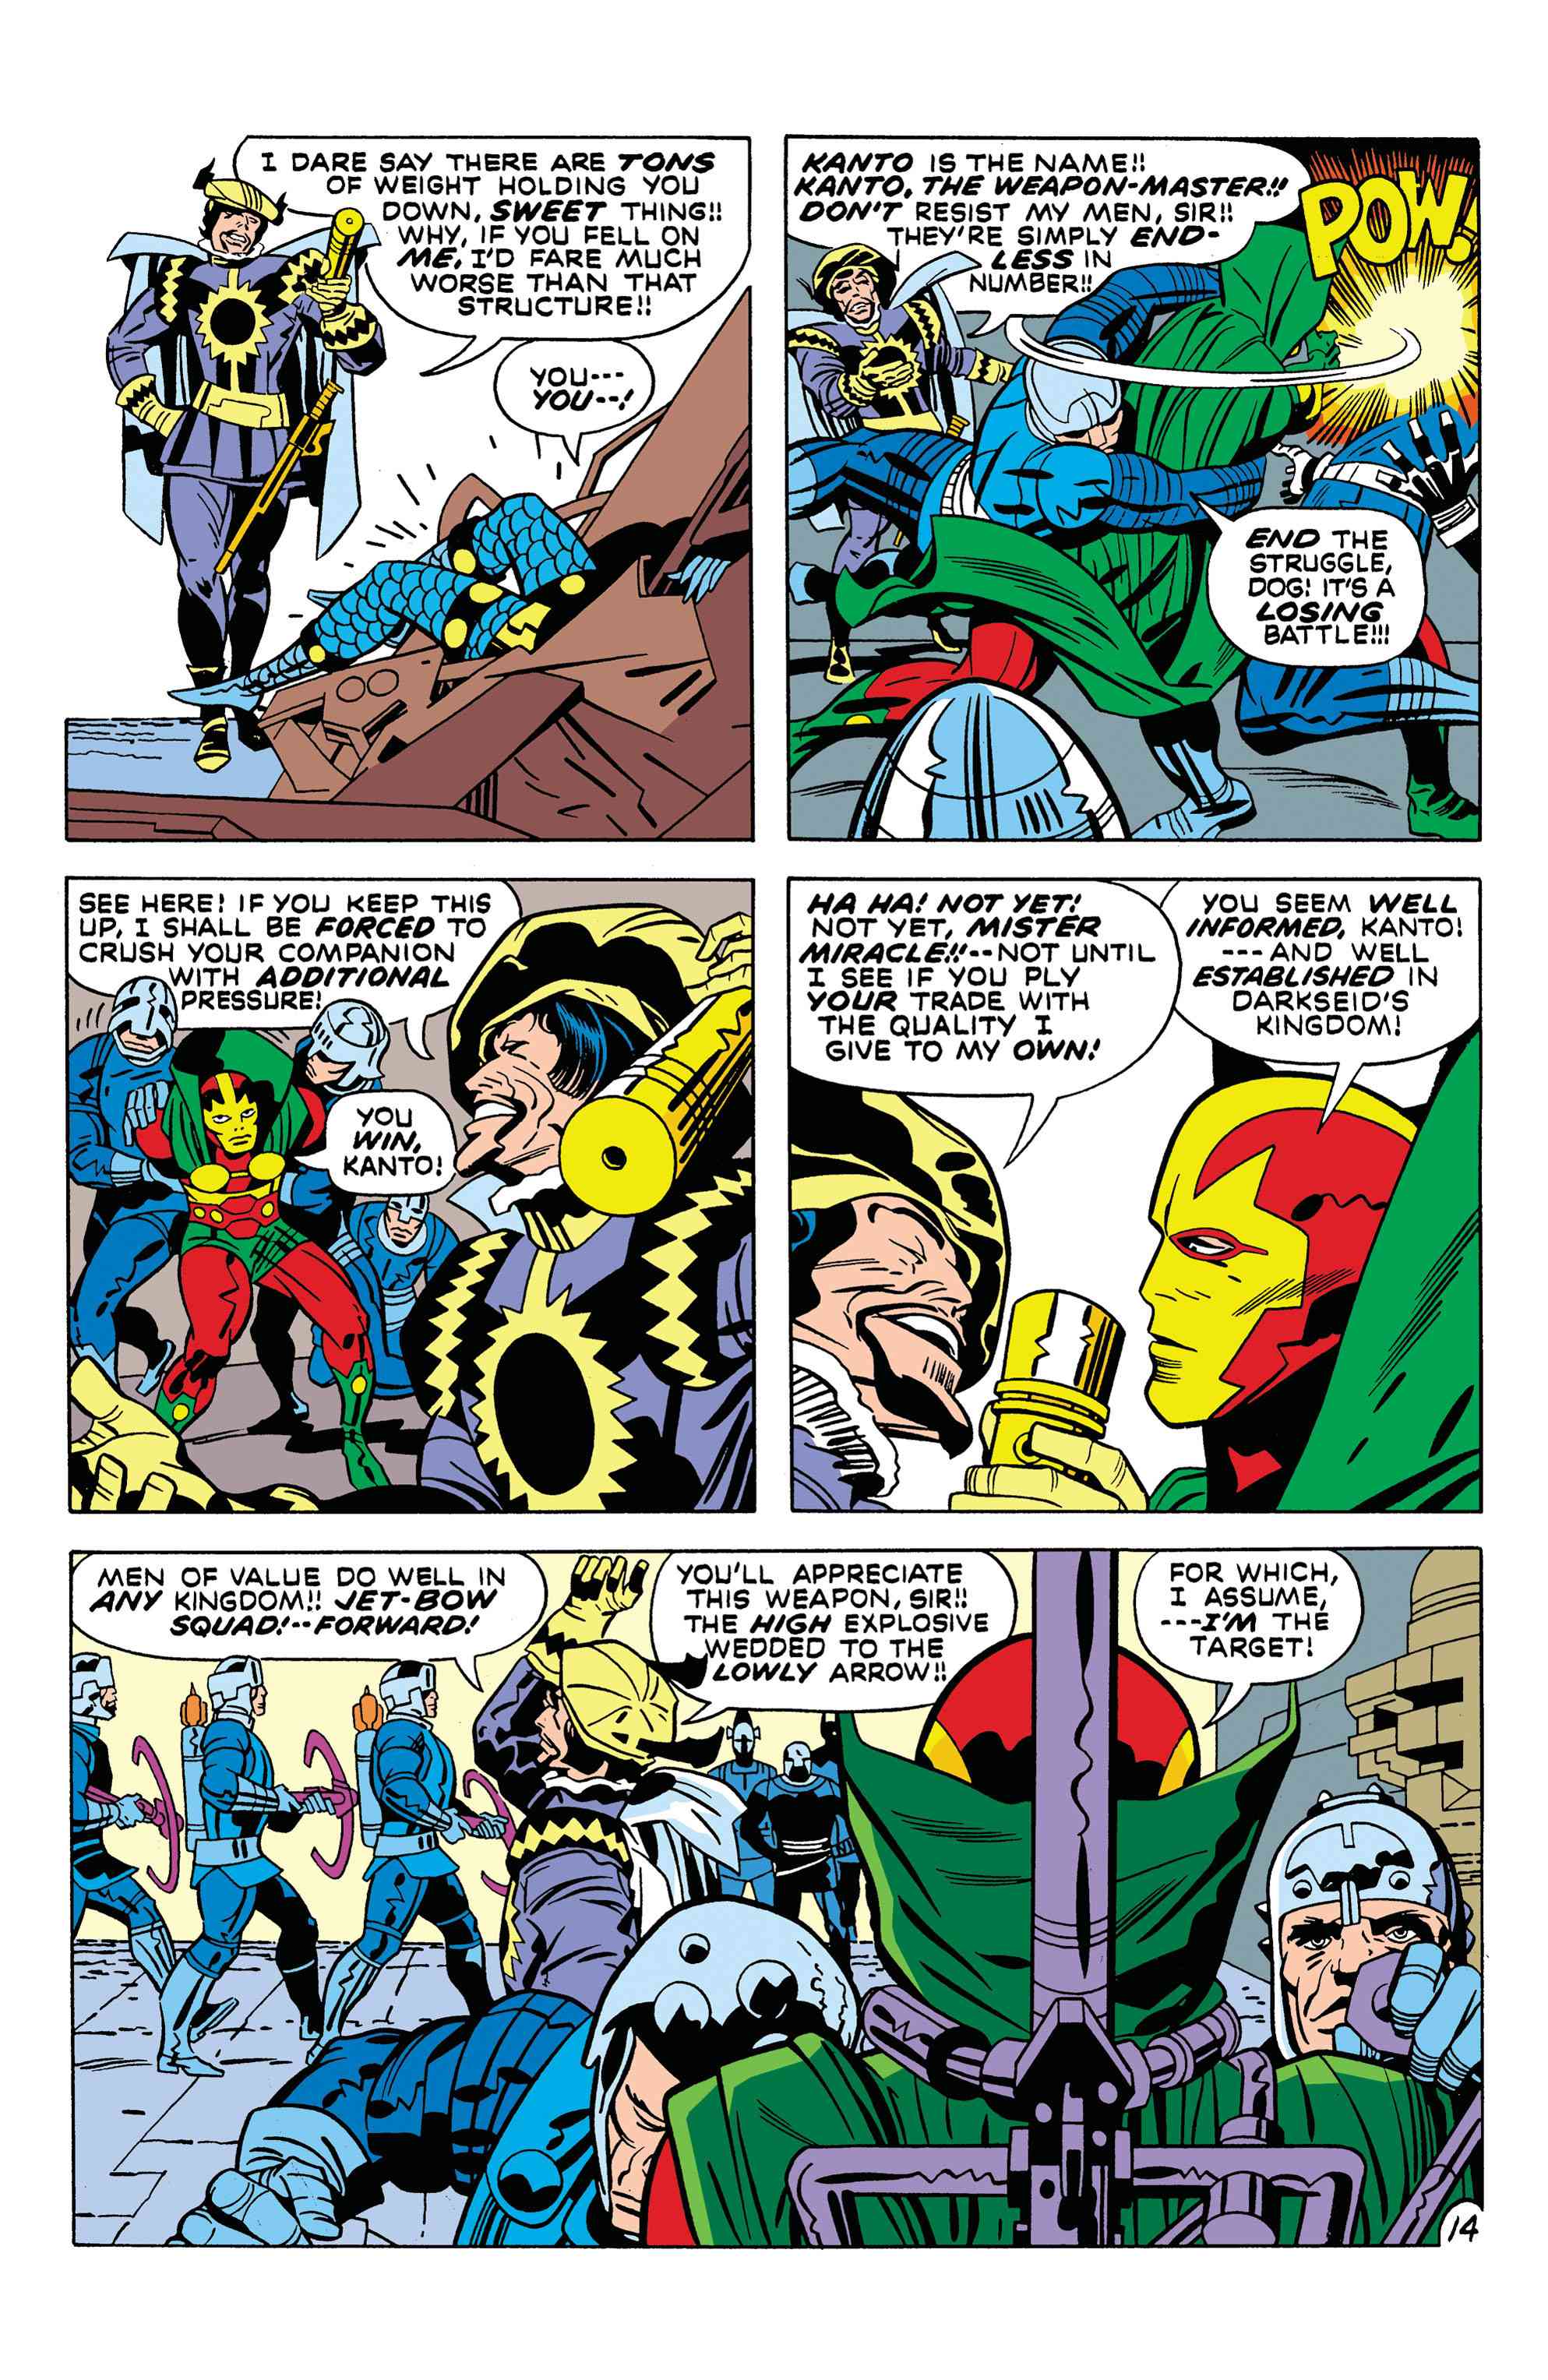 I DARE SAY THERE ARE TONS
OF WEIGHT HOLDING YOU
DOWN, SWEET THING!!
WHY, IF YOU FELL ON
ME, I'D FARE MUCH
WORSE THAN THAT
STRUCTURE!!
YOU---
YOU--!
KANTO IS THE NAME!!
KANTO, THE WEAPON-MASTER!!
DON'T RESIST MY MEN, SIR!!
THEY'RE SIMPLY END-
LESS IN
NUMBER!!
POW!
END THE
STRUGGLE,
DOG! IT'S A
LOSING
BATTLE!!!
SEE HERE! IF YOU KEEP THIS
UP, I SHALL BE FORCED TO
CRUSH YOUR COMPANION
WITH ADDITIONAL
PRESSURE!
YOU
WIN,
KANTO!
HA HA! NOT YET!
NOT YET, MISTER
MIRACLE!!--NOT UNTIL
I SEE IF YOU PLY
YOUR TRADE WITH
THE QUALITY I
GIVE TO MY OWN!
YOU SEEM WELL
INFORMED, KANTO!
---AND WELL
ESTABLISHED IN
DARKSEID'S
KINGDOM!
MEN OF VALUE DO WELL IN
ANY KINGDOM!! JET-BOW
SQUAD!--FORWARD!
YOU'LL APPRECIATE
THIS WEAPON, SIR!!
THE HIGH EXPLOSIVE
WEDDED TO THE
LOWLY ARROW!!
FOR WHICH,
I ASSUME,
---I'M THE
TARGET!
14